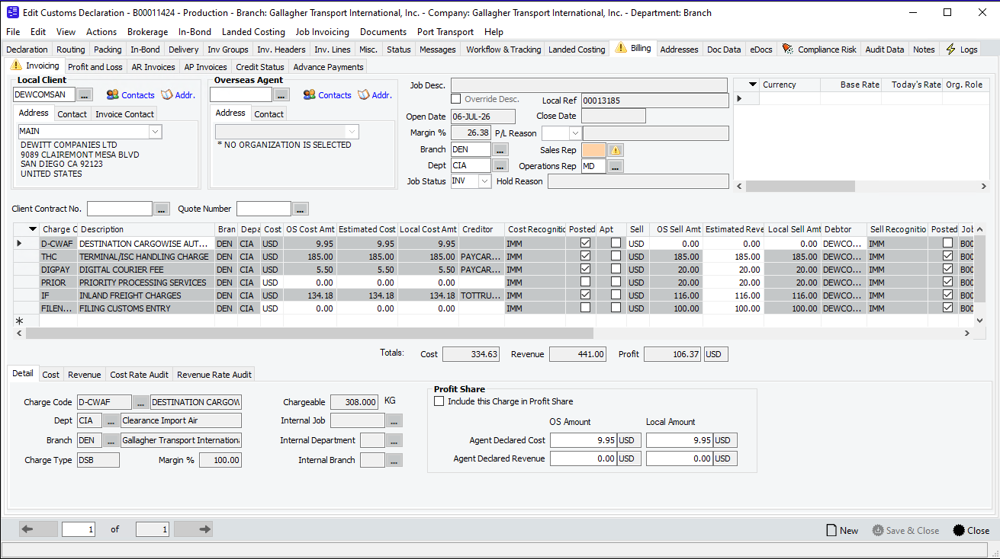 Edit Customs Declaration - B00011424 - Production - Branch: Gallagher Transport International, Inc. - Company: Gallagher Transport International, Inc. - Department: Branch
File Edit View Actions Brokerage In-Bond Landed Costing Job Invoicing Documents Port Transport Help
Declaration Routing Packing In-Bond Delivery Inv Groups Inv. Headers Inv. Lines Misc. Status Messages Workflow & Tracking Landed Costing Billing Addresses Doc Data eDocs Compliance Risk Audit Data Notes Logs
Invoicing Profit and Loss AR Invoices AP Invoices Credit Status Advance Payments
Local Client
DEWCOMSAN ... Contacts Addr.
Address Contact Invoice Contact
MAIN
DEWITT COMPANIES LTD
9089 CLAIREMONT MESA BLVD
SAN DIEGO CA 92123
UNITED STATES
Overseas Agent
... Contacts Addr.
Address Contact
* NO ORGANIZATION IS SELECTED
Job Desc.
Override Desc. Local Ref 00013185
Open Date 06-JUL-26 Close Date
Margin % 26.38 P/L Reason
Branch DEN ... Sales Rep
Dept CIA ... Operations Rep MD ...
Job Status INV Hold Reason
Currency Base Rate Today's Rate Org. Role
Client Contract No. ... Quote Number ...
Charge C Description Bran Depa Cost OS Cost Amt Estimated Cost Local Cost Amt Creditor Cost Recognitic Posted Apt Sell OS Sell Amt Estimated Reve Local Sell Amt Debtor Sell Recognition Posted Job
D-CWAF DESTINATION CARGOWISE AUT... DEN CIA USD 9.95 9.95 9.95 IMM USD 0.00 0.00 0.00 DEWCO... IMM B00
THC TERMINAL/ISC HANDLING CHARGE DEN CIA USD 185.00 185.00 185.00 PAYCAR... IMM USD 185.00 185.00 185.00 DEWCO... IMM B00
DIGPAY DIGITAL COURIER FEE DEN CIA USD 5.50 5.50 5.50 PAYCAR... IMM USD 20.00 20.00 20.00 DEWCO... IMM B00
PRIOR PRIORITY PROCESSING SERVICES DEN CIA USD 0.00 0.00 0.00 IMM USD 20.00 20.00 20.00 DEWCO... IMM B00
IF INLAND FREIGHT CHARGES DEN CIA USD 134.18 134.18 134.18 TOTTRU... IMM USD 116.00 116.00 116.00 DEWCO... IMM B00
FILEN... FILING CUSTOMS ENTRY DEN CIA USD 0.00 0.00 0.00 IMM USD 100.00 100.00 100.00 DEWCO... IMM B00
Totals: Cost 334.63 Revenue 441.00 Profit 106.37 USD
Detail Cost Revenue Cost Rate Audit Revenue Rate Audit
Charge Code D-CWAF ... DESTINATION CARGOW
Dept CIA ... Clearance Import Air
Branch DEN ... Gallagher Transport Internationa
Charge Type DSB Margin % 100.00
Chargeable 308.000 KG
Internal Job ...
Internal Department ...
Internal Branch ...
Profit Share
Include this Charge in Profit Share
OS Amount Local Amount
Agent Declared Cost 9.95 USD 9.95 USD
Agent Declared Revenue 0.00 USD 0.00 USD
1 of 1 New Save & Close Close